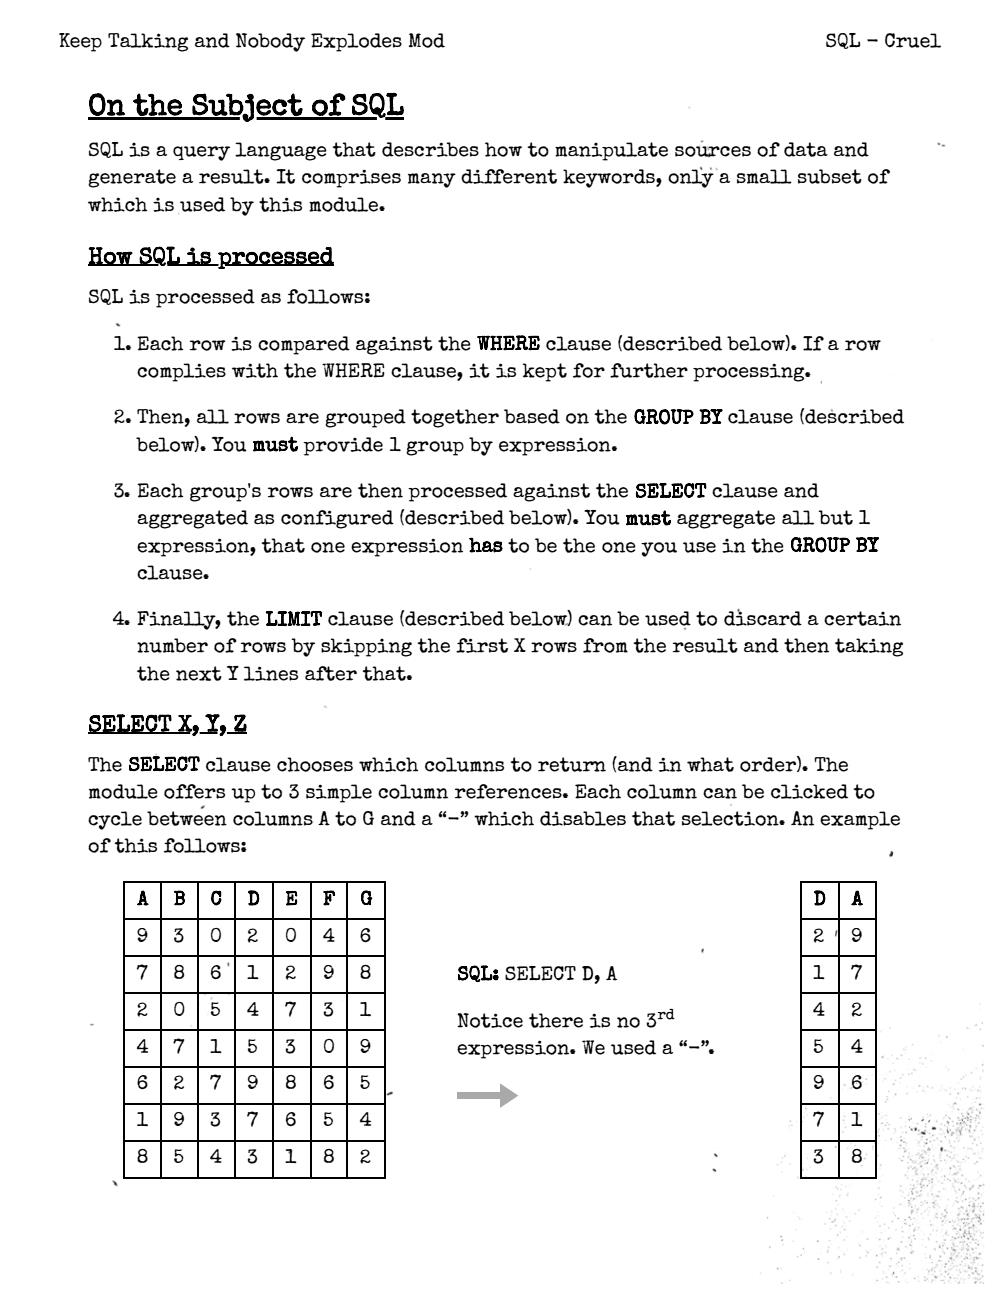 Keep Talking and Nobody Explodes Mod SQL – Cruel
On the Subject of SQL
SQL is a query language that describes how to manipulate sources of data and
generate a result. It comprises many different keywords, only a small subset of
which is used by this module.
How SQL is processed
SQL is processed as follows:
1. Each row is compared against the WHERE clause (described below). If a row
complies with the WHERE clause, it is kept for further processing.
2. Then, all rows are grouped together based on the GROUP BY clause (described
below). You must provide 1 group by expression.
3. Each group's rows are then processed against the SELECT clause and
aggregated as configured (described below). You must aggregate all but 1
expression, that one expression has to be the one you use in the GROUP BY
clause.
4. Finally, the LIMIT clause (described below) can be used to discard a certain
number of rows by skipping the first X rows from the result and then taking
the next Y lines after that.
SELECT X, Y, Z
The SELECT clause chooses which columns to return (and in what order). The
module offers up to 3 simple column references. Each column can be clicked to
cycle between columns A to G and a “–” which disables that selection. An example
of this follows:
A B C D E F G
9 3 0 2 0 4 6
7 8 6 1 2 9 8
2 0 5 4 7 3 1
4 7 1 5 3 0 9
6 2 7 9 8 6 5
1 9 3 7 6 5 4
8 5 4 3 1 8 2
SQL: SELECT D, A
Notice there is no 3rd
expression. We used a “–”.
D A
2 9
1 7
4 2
5 4
9 6
7 1
3 8